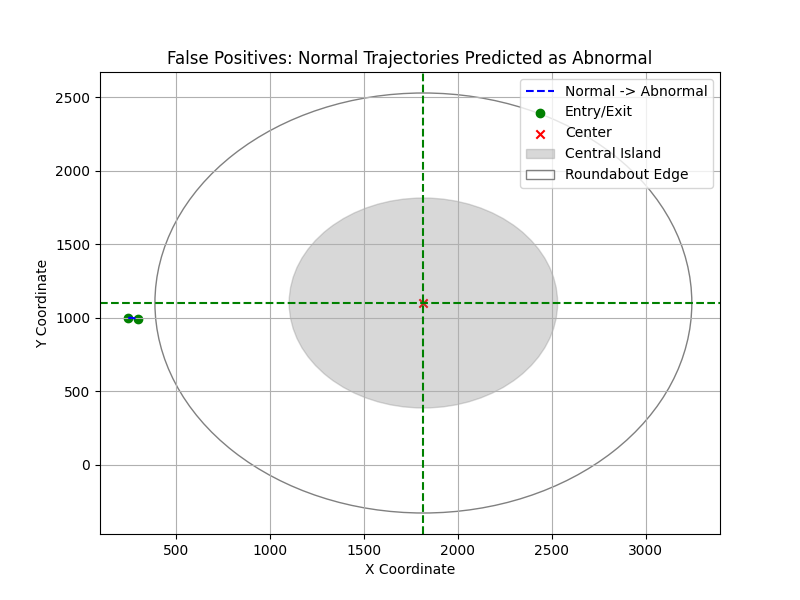 False Positives: Normal Trajectories Predicted as Abnormal
Normal -> Abnormal
Entry/Exit
Center
Central Island
Roundabout Edge
2500
2000
1500
1000
500
0
Y Coordinate
500
1000
1500
2000
2500
3000
X Coordinate